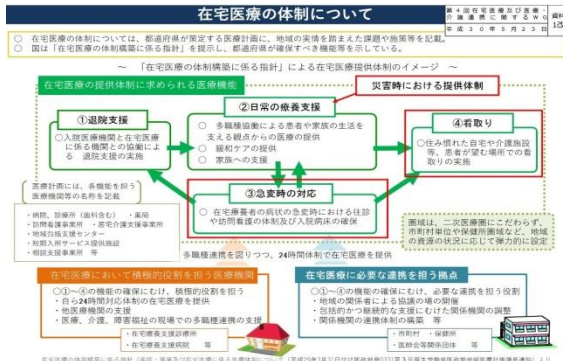 在宅医療の体制について
第4回在宅医療及び医療・
介護連携に関するWG
平成30年5月23日
資料
○ 在宅医療の体制については、都道府県が策定する医療計画に、地域の実情を踏まえた課題や施策等を記載。
○ 国は「在宅医療の体制構築に係る指針」を提示し、都道府県が確保すべき機能等を示している。
～ 「在宅医療の体制構築に係る指針」による在宅医療提供体制のイメージ ～
在宅医療の提供体制に求められる医療機能
災害時における提供体制
①退院支援
○入院医療機関と在宅医療
に係る機関との協働によ
る 退院支援の実施
②日常の療養支援
○ 多職種協働による患者や家族の生活を
支える観点からの医療の提供
○ 緩和ケアの提供
○ 家族への支援
④看取り
○住み慣れた自宅や介護施設
等、患者が望む場所での看
取りの実施
③急変時の対応
○ 在宅療養者の病状の急変時における往診
や訪問看護の体制及び入院病床の確保
医療計画には、各機能を担う
医療機関等の名称を記載
・病院、診療所（歯科含む） ・薬局
・訪問看護事業所 ・居宅介護支援事業所
・地域包括支援センター
・短期入所サービス提供施設
・相談支援事業所 等
圏域は、二次医療圏にこだわらず、
市町村単位や保健所圏域など、地域
の資源の状況に応じて弾力的に設定
多職種連携を図りつつ、24時間体制で在宅医療を提供
在宅医療において積極的役割を担う医療機関
○①～④の機能の確保にむけ、積極的役割を担う
・自ら24時間対応体制の在宅医療を提供
・他医療機関の支援
・医療、介護、障害福祉の現場での多職種連携の支援
・在宅療養支援診療所
・在宅療養支援病院 等
在宅医療に必要な連携を担う拠点
○①～④の機能の確保にむけ、必要な連携を担う役割
・地域の関係者による協議の場の開催
・包括的かつ継続的な支援にむけた関係機関の調整
・関係機関の連携体制の構築 等
・市町村 ・保健所
・医師会等関係団体 等